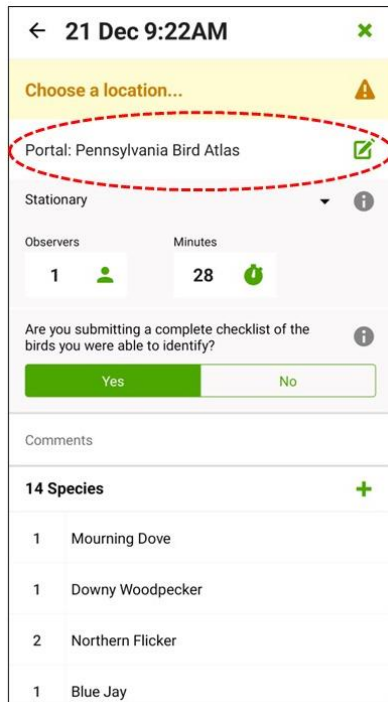 21 Dec 9:22AM
Choose a location...
Portal: Pennsylvania Bird Atlas
Stationary
Observers Minutes
1 28
Are you submitting a complete checklist of the
birds you were able to identify?
Yes No
Comments
14 Species
1 Mourning Dove
1 Downy Woodpecker
2 Northern Flicker
1 Blue Jay